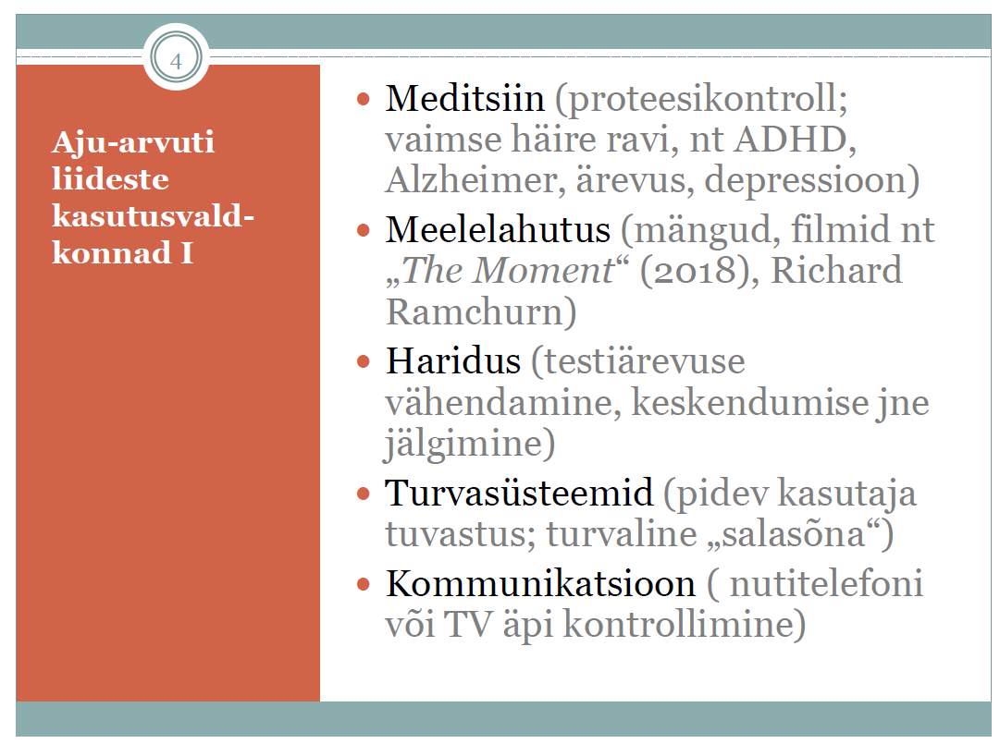 4
Aju-arvuti
liideste
kasutusvald-
konnad I
Meditsiin (proteesikontroll;
vaimse häire ravi, nt ADHD,
Alzheimer, ärevus, depressioon)
Meelelahutus (mängud, filmid nt
„The Moment“ (2018), Richard
Ramchurn)
Haridus (testiärevuse
vähendamine, keskendumise jne
jälgimine)
Turvasüsteemid (pidev kasutaja
tuvastus; turvaline „salasõna“)
Kommunikatsioon ( nutitelefoni
või TV äpi kontrollimine)